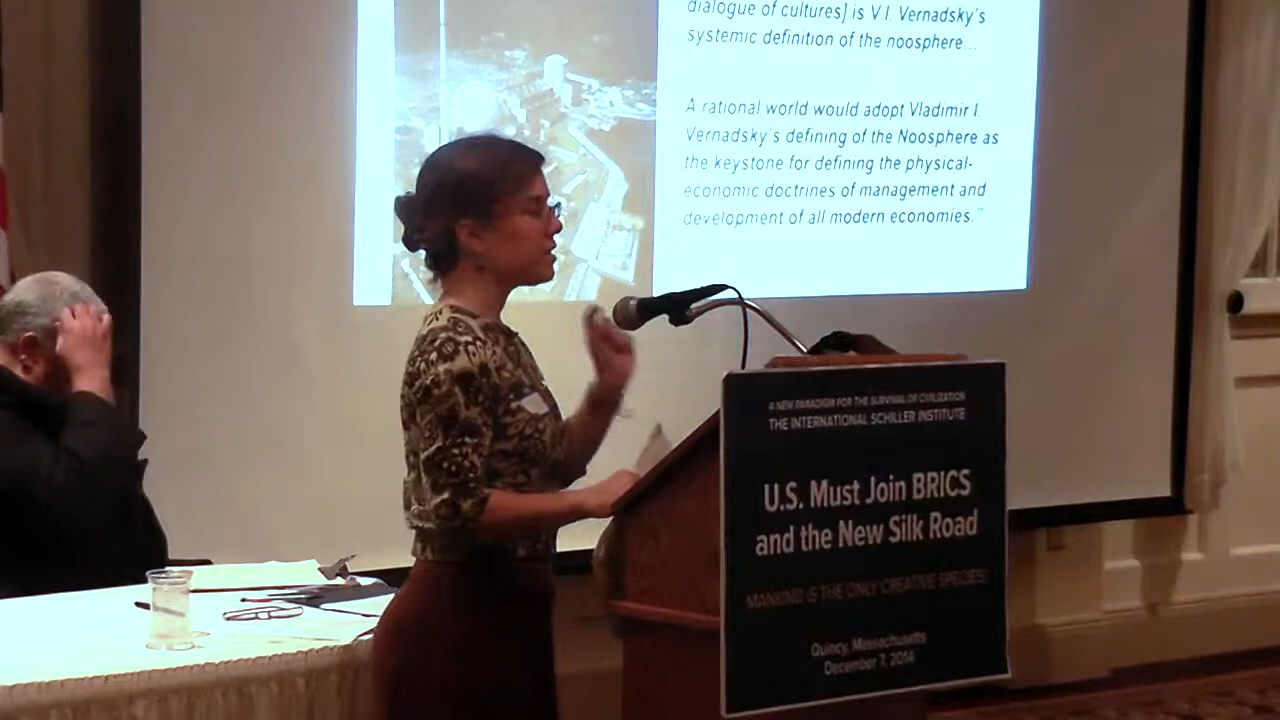 dialogue of cultures] is V.I. Vernadsky's
systemic definition of the noosphere...
A rational world would adopt Vladimir I.
Vernadsky's defining of the Noosphere as
the keystone for defining the physical-
economic doctrines of management and
development of all modern economies."
A NEW PARADIGM FOR THE SURVIVAL OF CIVILIZATION
THE INTERNATIONAL SCHILLER INSTITUTE
U.S. Must Join BRICS
and the New Silk Road
MANKIND IS THE ONLY CREATIVE SPECIES!
Quincy, Massachusetts
December 7, 2014